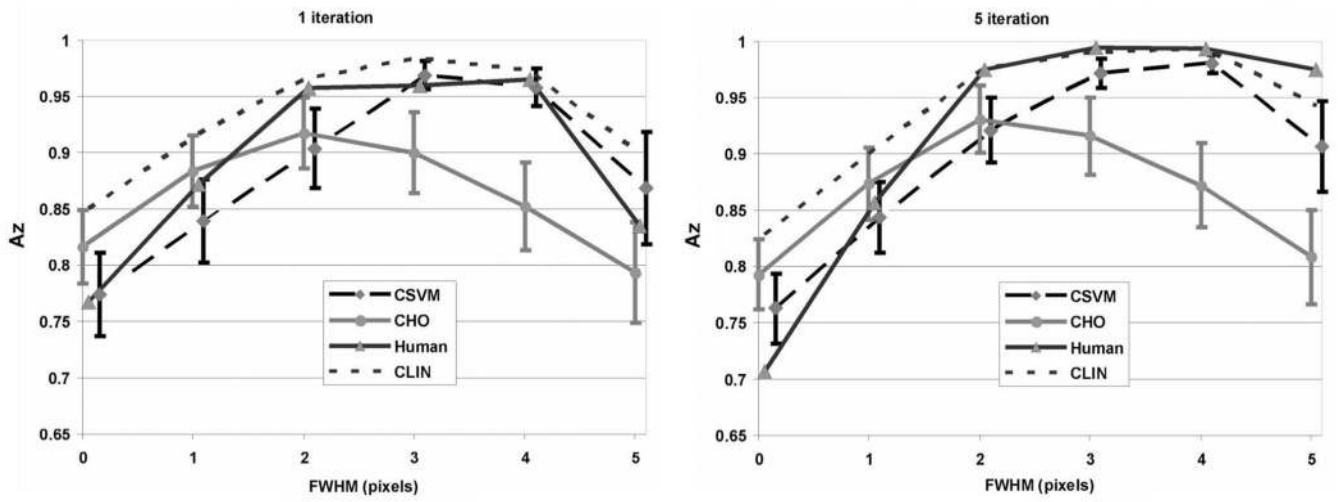 1 iteration
1
0.95
0.9
0.85
0.8
0.75
0.7
0.65
Az
CSVM
CHO
Human
CLIN
0 1 2 3 4 5
FWHM (pixels)
5 iteration
1
0.95
0.9
0.85
0.8
0.75
0.7
0.65
Az
CSVM
CHO
Human
CLIN
0 1 2 3 4 5
FWHM (pixels)